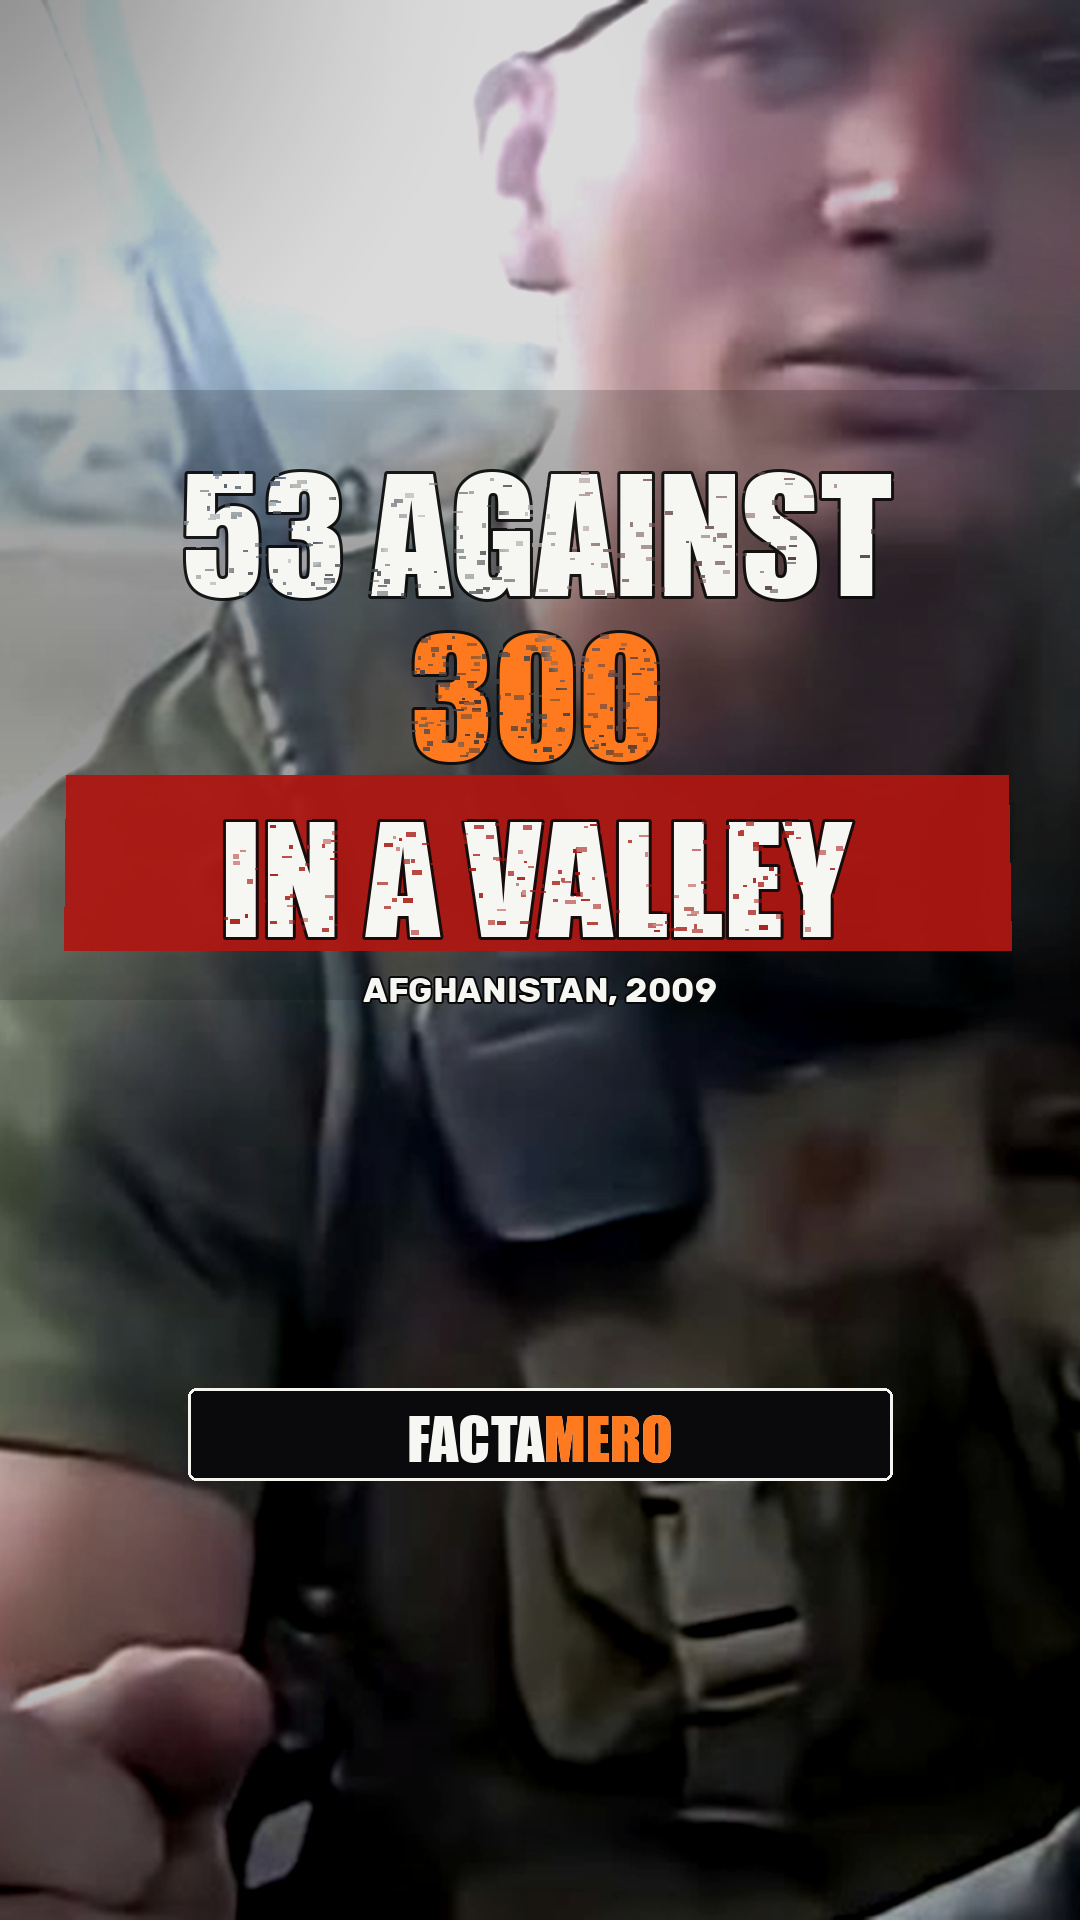 53 AGAINST
300
IN A VALLEY
AFGHANISTAN, 2009
FACTAMERO